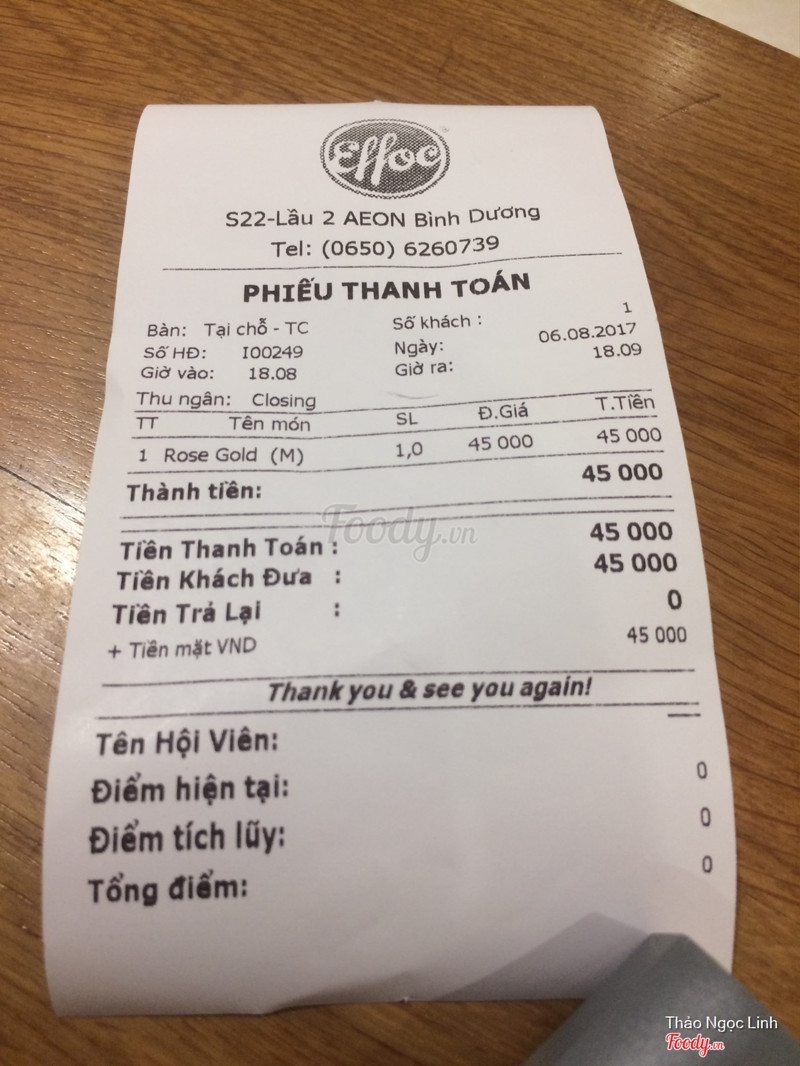 Effoc
S22-Lầu 2 AEON Bình Dương
Tel: (0650) 6260739
PHIẾU THANH TOÁN
Bàn: Tại chỗ - TC Số khách : 1
Số HĐ: I00249 Ngày: 06.08.2017
Giờ vào: 18.08 Giờ ra: 18.09
Thu ngân: Closing
TT Tên món SL Đ.Giá T.Tiền
1 Rose Gold (M) 1,0 45 000 45 000
Thành tiền: 45 000
Foody.vn
Tiền Thanh Toán : 45 000
Tiền Khách Đưa : 45 000
Tiền Trả Lại : 0
+ Tiền mặt VND 45 000
Thank you & see you again!
Tên Hội Viên:
Điểm hiện tại: 0
Điểm tích lũy: 0
Tổng điểm: 0
Thảo Ngọc Linh
Foody.vn